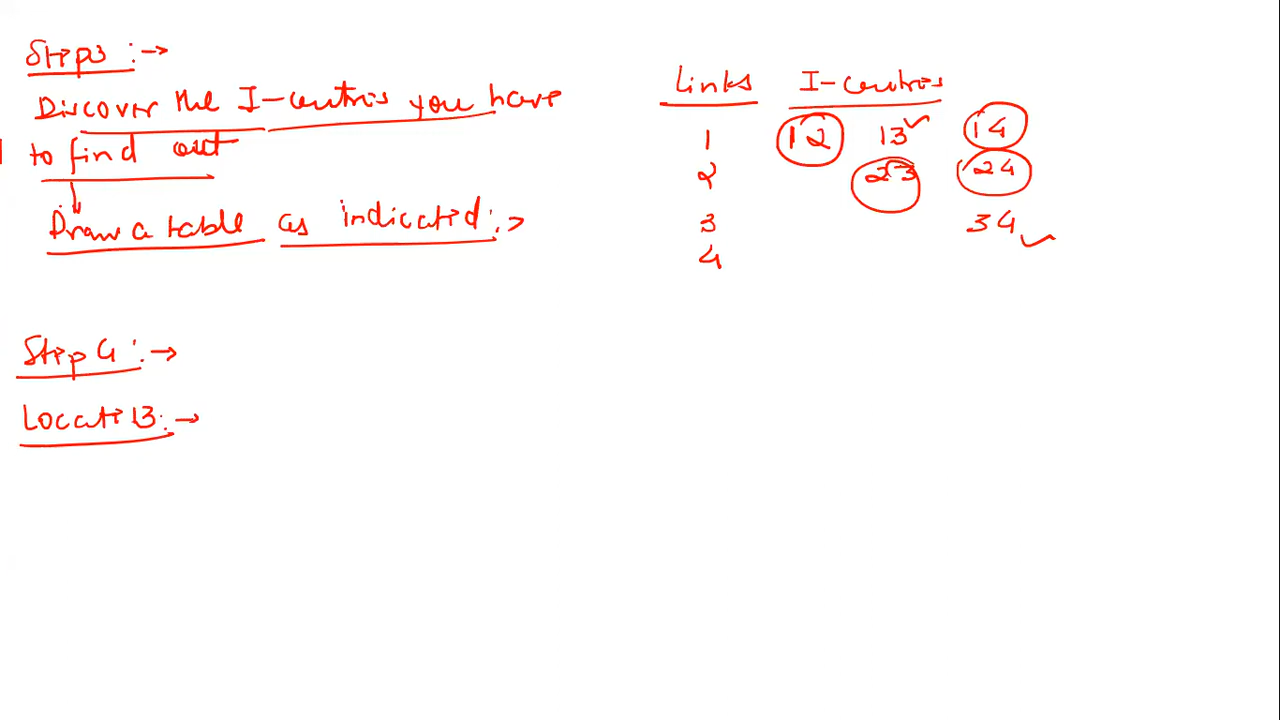 Step3 :→
Discover the I-centres you have
to find out
Draw a table as indicated :→
Links I-centres
1 12 13 14
2 23 24
3 34
4
Step 4 :→
Locate 13 :→